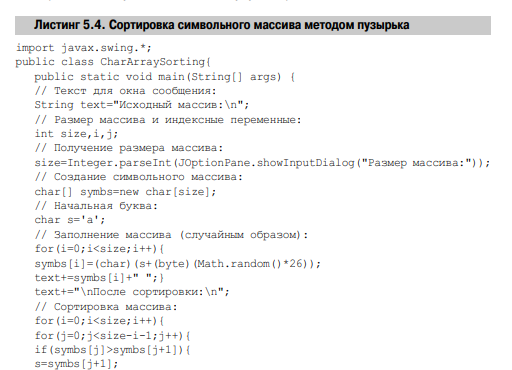 Листинг 5.4. Сортировка символьного массива методом пузырька
import javax.swing.*;
public class CharArraySorting{
public static void main(String[] args) {
// Текст для окна сообщения:
String text="Исходный массив:\n";
// Размер массива и индексные переменные:
int size,i,j;
// Получение размера массива:
size=Integer.parseInt(JOptionPane.showInputDialog("Размер массива:"));
// Создание символьного массива:
char[] symbs=new char[size];
// Начальная буква:
char s='a';
// Заполнение массива (случайным образом):
for(i=0;i<size;i++){
symbs[i]=(char)(s+(byte)(Math.random()*26));
text+=symbs[i]+" ";}
text+="\nПосле сортировки:\n";
// Сортировка массива:
for(i=0;i<size;i++){
for(j=0;j<size-i-1;j++){
if(symbs[j]>symbs[j+1]){
s=symbs[j+1];